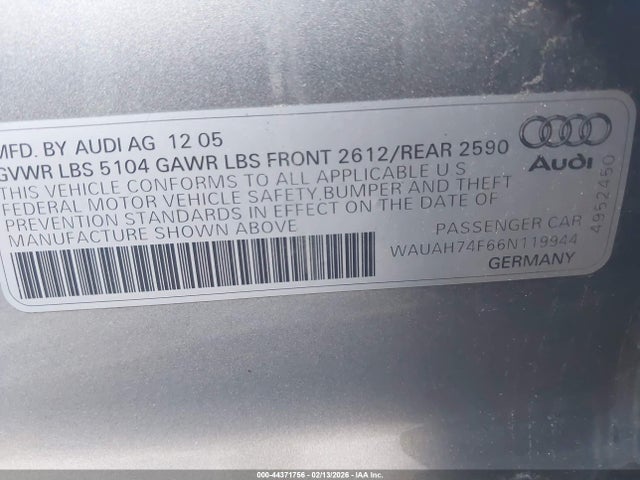 MFD. BY AUDI AG 12 05
GVWR LBS 5104 GAWR LBS FRONT 2612/REAR 2590
THIS VEHICLE CONFORMS TO ALL APPLICABLE U S
FEDERAL MOTOR VEHICLE SAFETY,BUMPER AND THEFT
PREVENTION STANDARDS IN EFFECT ON THE DATE OF
MANUFACTURE SHOWN ABOVE
PASSENGER CAR
WAUAH74F66N119944
GERMANY
Audi
4952450
000-44371756 - 02/13/2026 - IAA Inc.